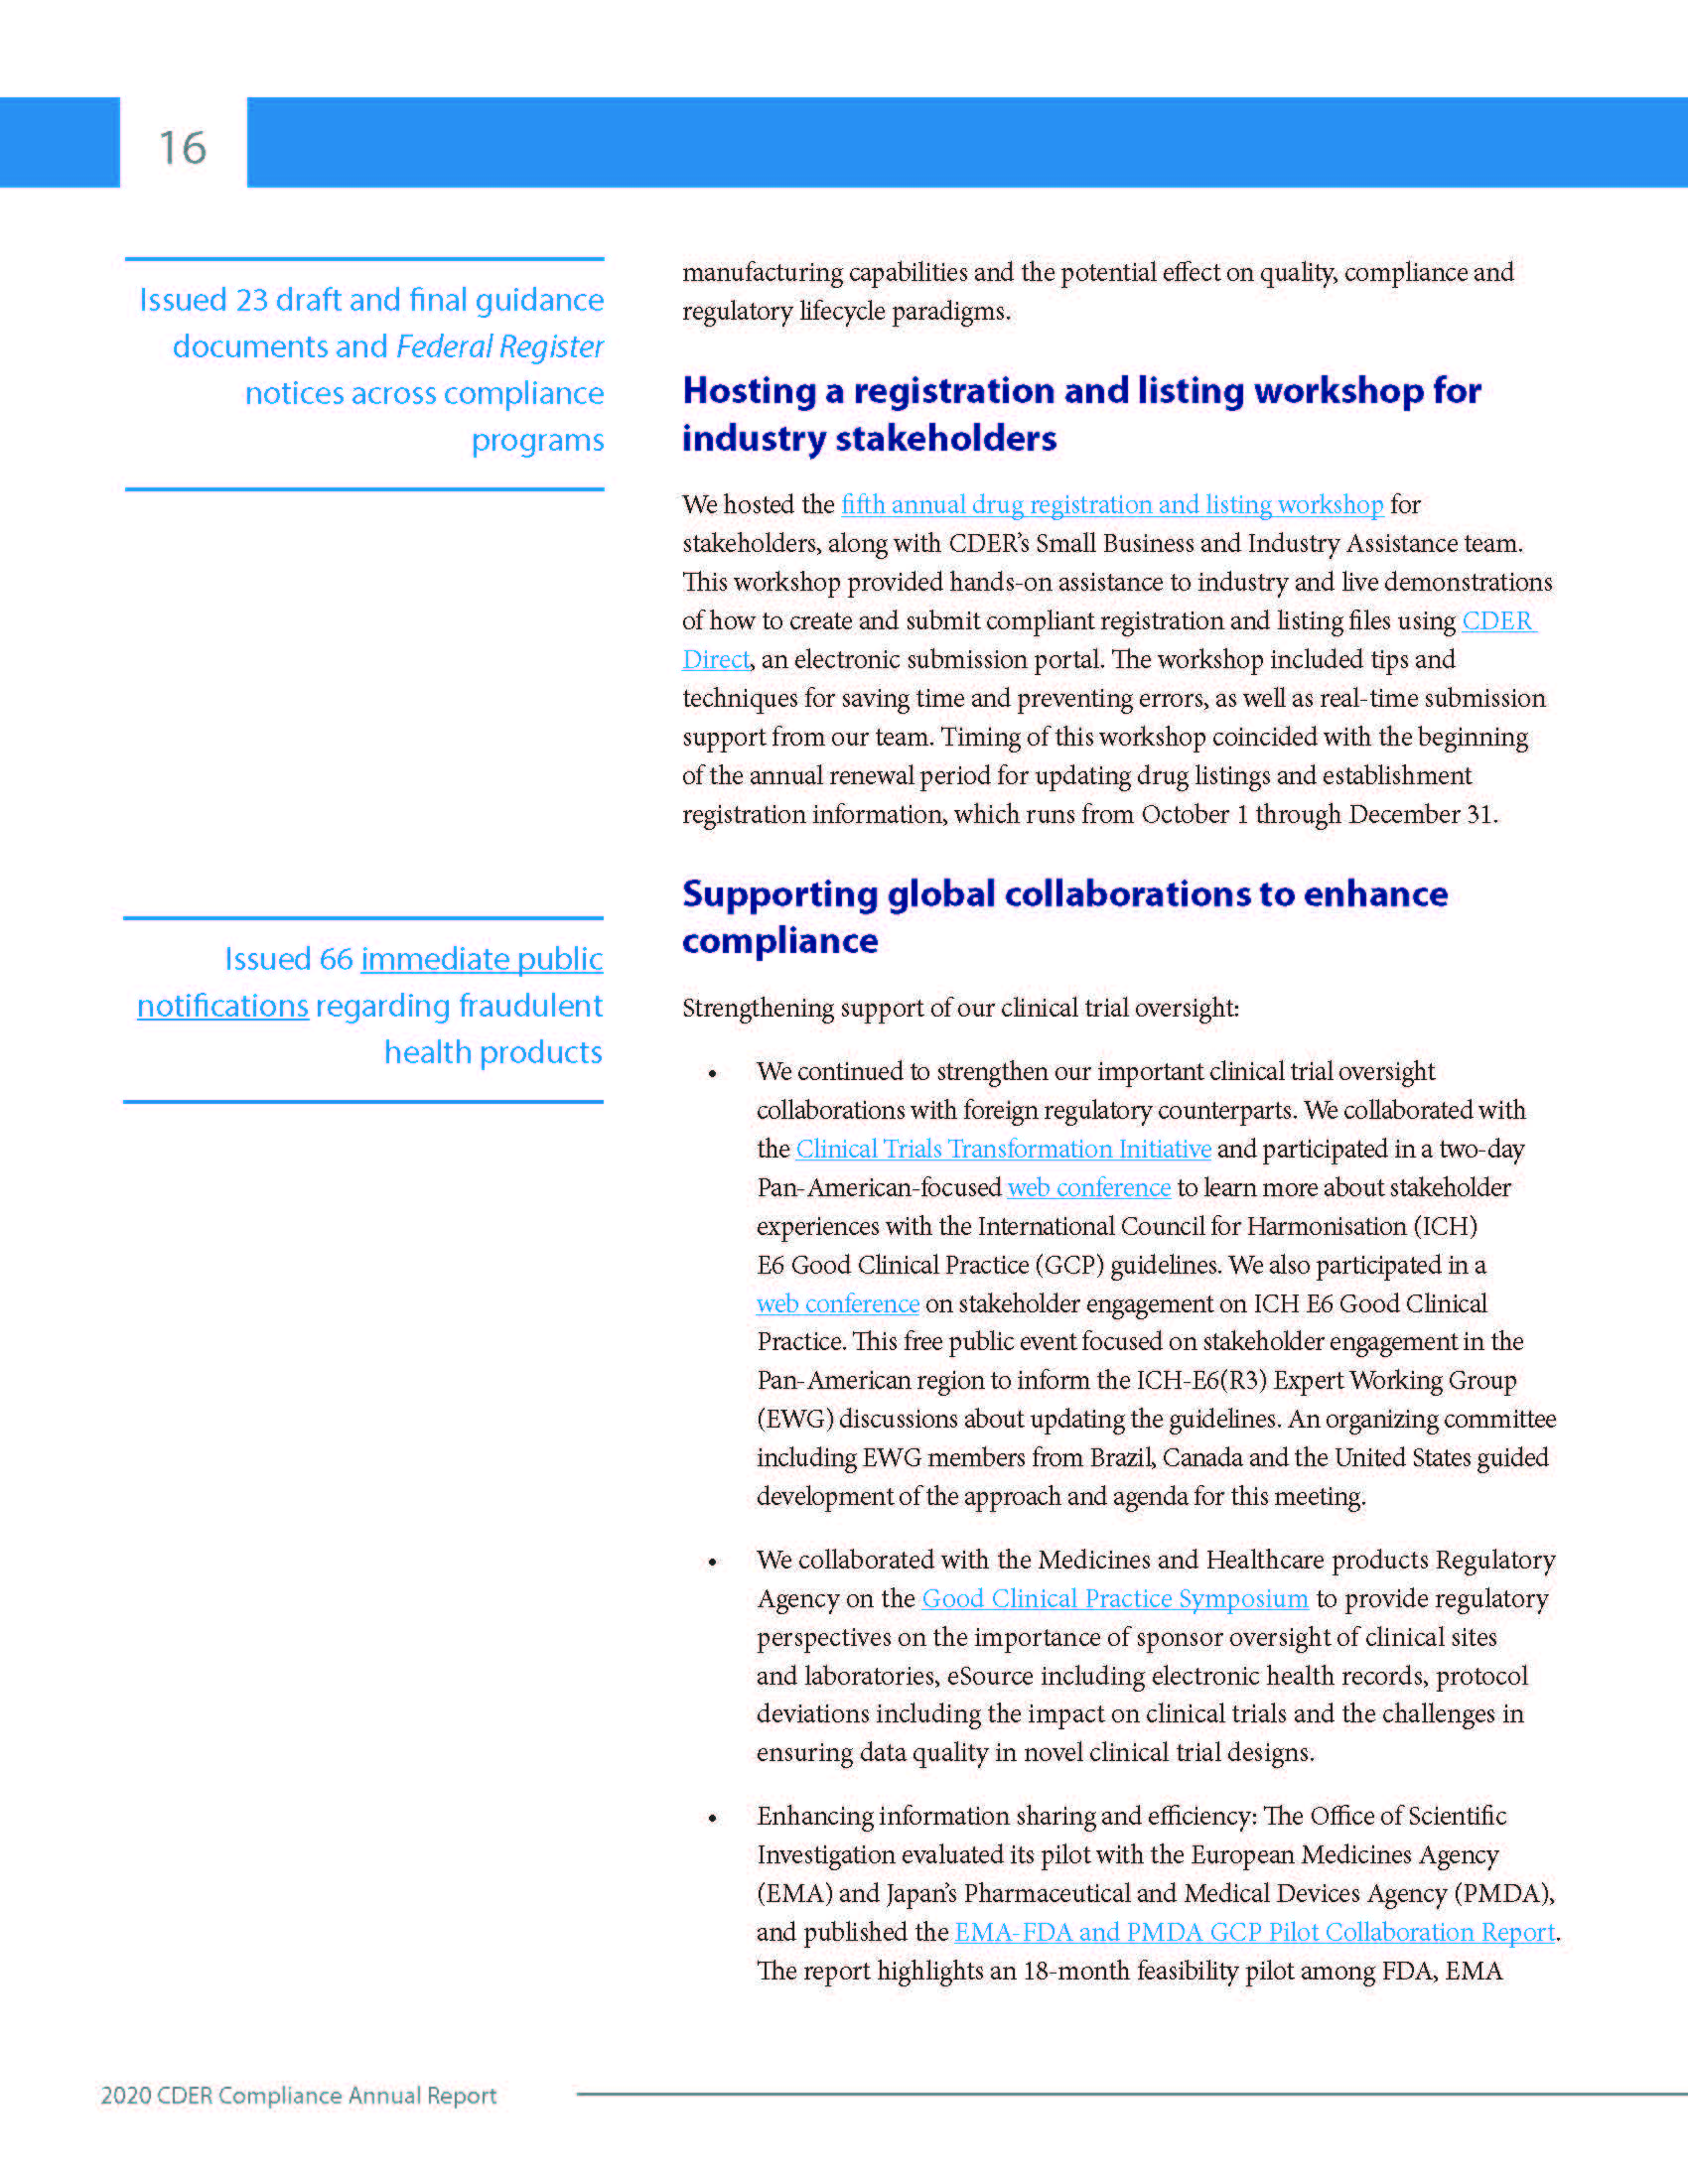 16
Issued 23 draft and final guidance
documents and Federal Register
notices across compliance
programs
Issued 66 immediate public
notifications regarding fraudulent
health products
manufacturing capabilities and the potential effect on quality, compliance and
regulatory lifecycle paradigms.
Hosting a registration and listing workshop for
industry stakeholders
We hosted the fifth annual drug registration and listing workshop for
stakeholders, along with CDER’s Small Business and Industry Assistance team.
This workshop provided hands-on assistance to industry and live demonstrations
of how to create and submit compliant registration and listing files using CDER
Direct, an electronic submission portal. The workshop included tips and
techniques for saving time and preventing errors, as well as real-time submission
support from our team. Timing of this workshop coincided with the beginning
of the annual renewal period for updating drug listings and establishment
registration information, which runs from October 1 through December 31.
Supporting global collaborations to enhance
compliance
Strengthening support of our clinical trial oversight:
• We continued to strengthen our important clinical trial oversight
collaborations with foreign regulatory counterparts. We collaborated with
the Clinical Trials Transformation Initiative and participated in a two-day
Pan-American-focused web conference to learn more about stakeholder
experiences with the International Council for Harmonisation (ICH)
E6 Good Clinical Practice (GCP) guidelines. We also participated in a
web conference on stakeholder engagement on ICH E6 Good Clinical
Practice. This free public event focused on stakeholder engagement in the
Pan-American region to inform the ICH-E6(R3) Expert Working Group
(EWG) discussions about updating the guidelines. An organizing committee
including EWG members from Brazil, Canada and the United States guided
development of the approach and agenda for this meeting.
• We collaborated with the Medicines and Healthcare products Regulatory
Agency on the Good Clinical Practice Symposium to provide regulatory
perspectives on the importance of sponsor oversight of clinical sites
and laboratories, eSource including electronic health records, protocol
deviations including the impact on clinical trials and the challenges in
ensuring data quality in novel clinical trial designs.
• Enhancing information sharing and efficiency: The Office of Scientific
Investigation evaluated its pilot with the European Medicines Agency
(EMA) and Japan’s Pharmaceutical and Medical Devices Agency (PMDA),
and published the EMA-FDA and PMDA GCP Pilot Collaboration Report.
The report highlights an 18-month feasibility pilot among FDA, EMA
2020 CDER Compliance Annual Report